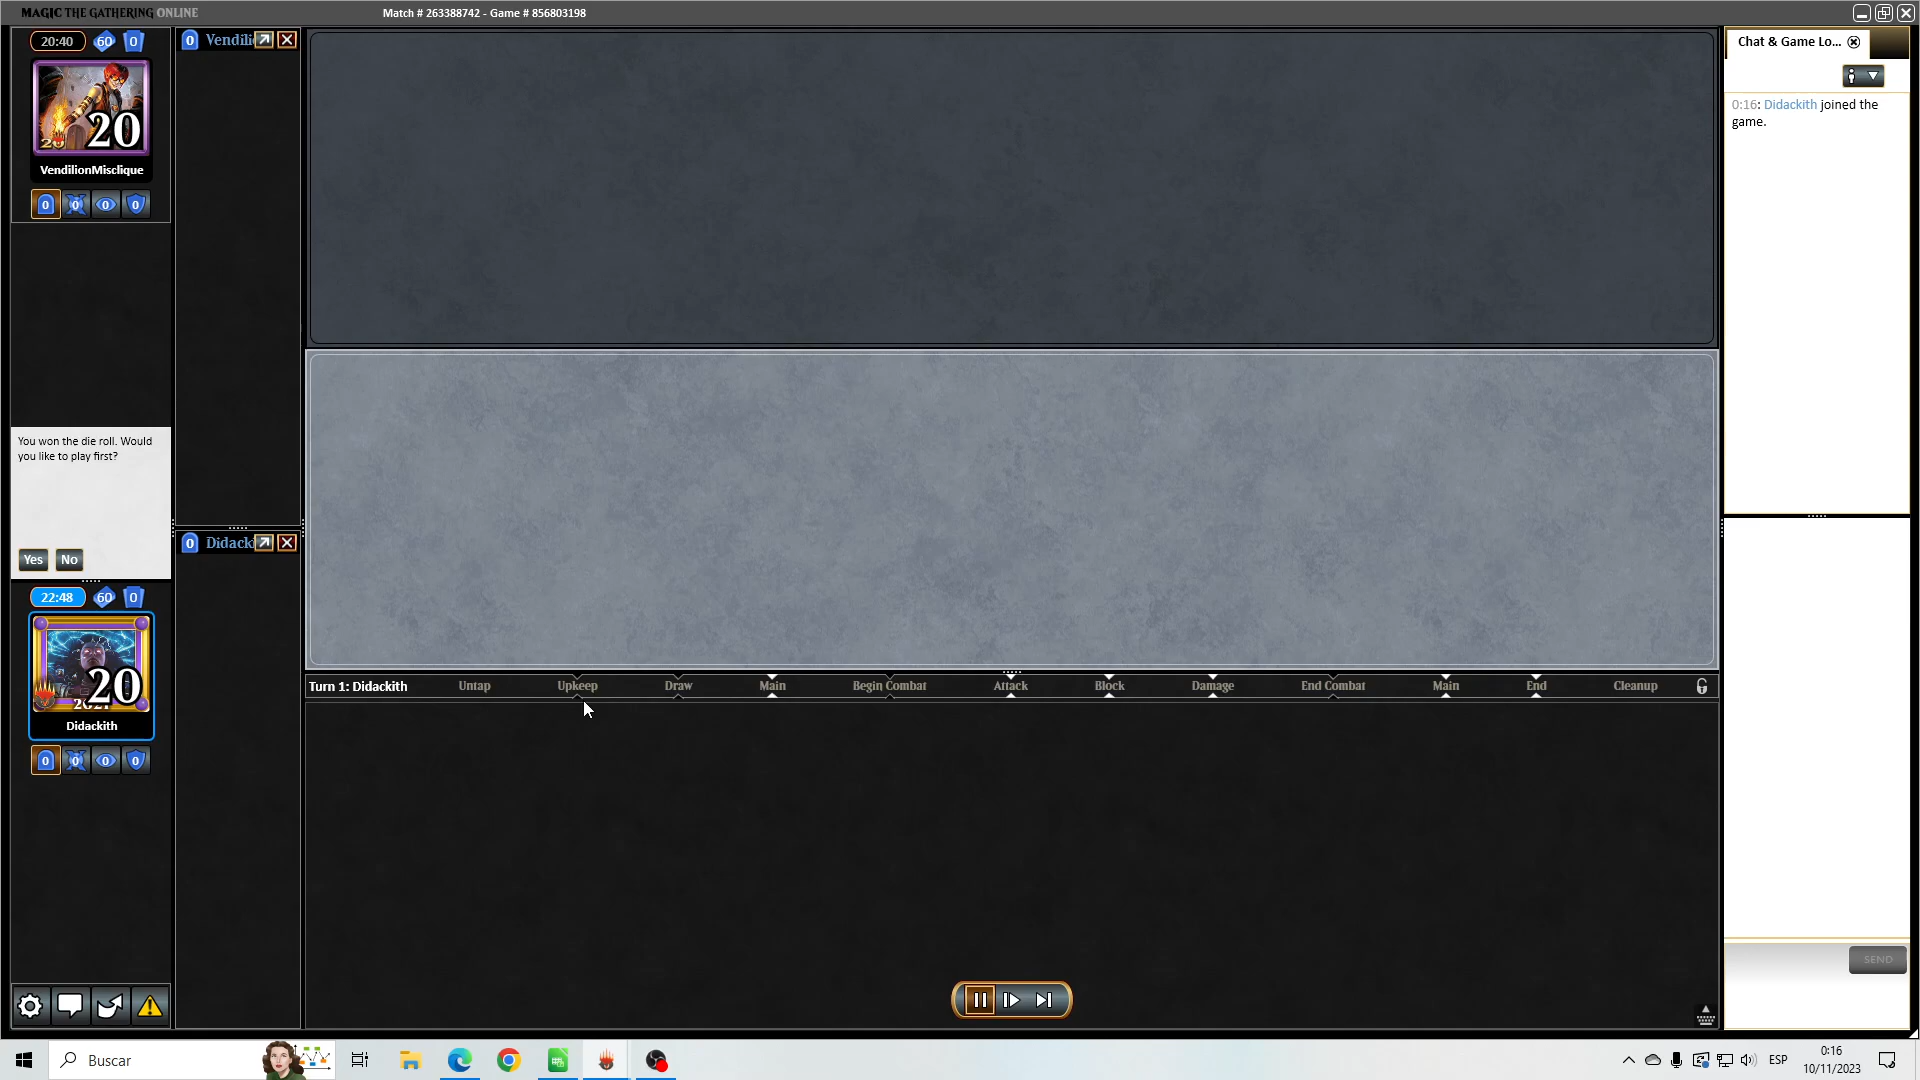 MAGIC THE GATHERING ONLINE
Match # 263388742 - Game # 856803198
20:40 60 0
20
VendilionMisclique
0 0 0 0
0 Vendili
You won the die roll. Would
you like to play first?
Yes No
22:48 60 0
20
Didackith
0 0 0 0
0 Didack
Turn 1: Didackith Untap Upkeep Draw Main Begin Combat Attack Block Damage End Combat Main End Cleanup
Chat & Game Lo...
0:16: Didackith joined the
game.
SEND
Buscar
ESP
0:16
10/11/2023